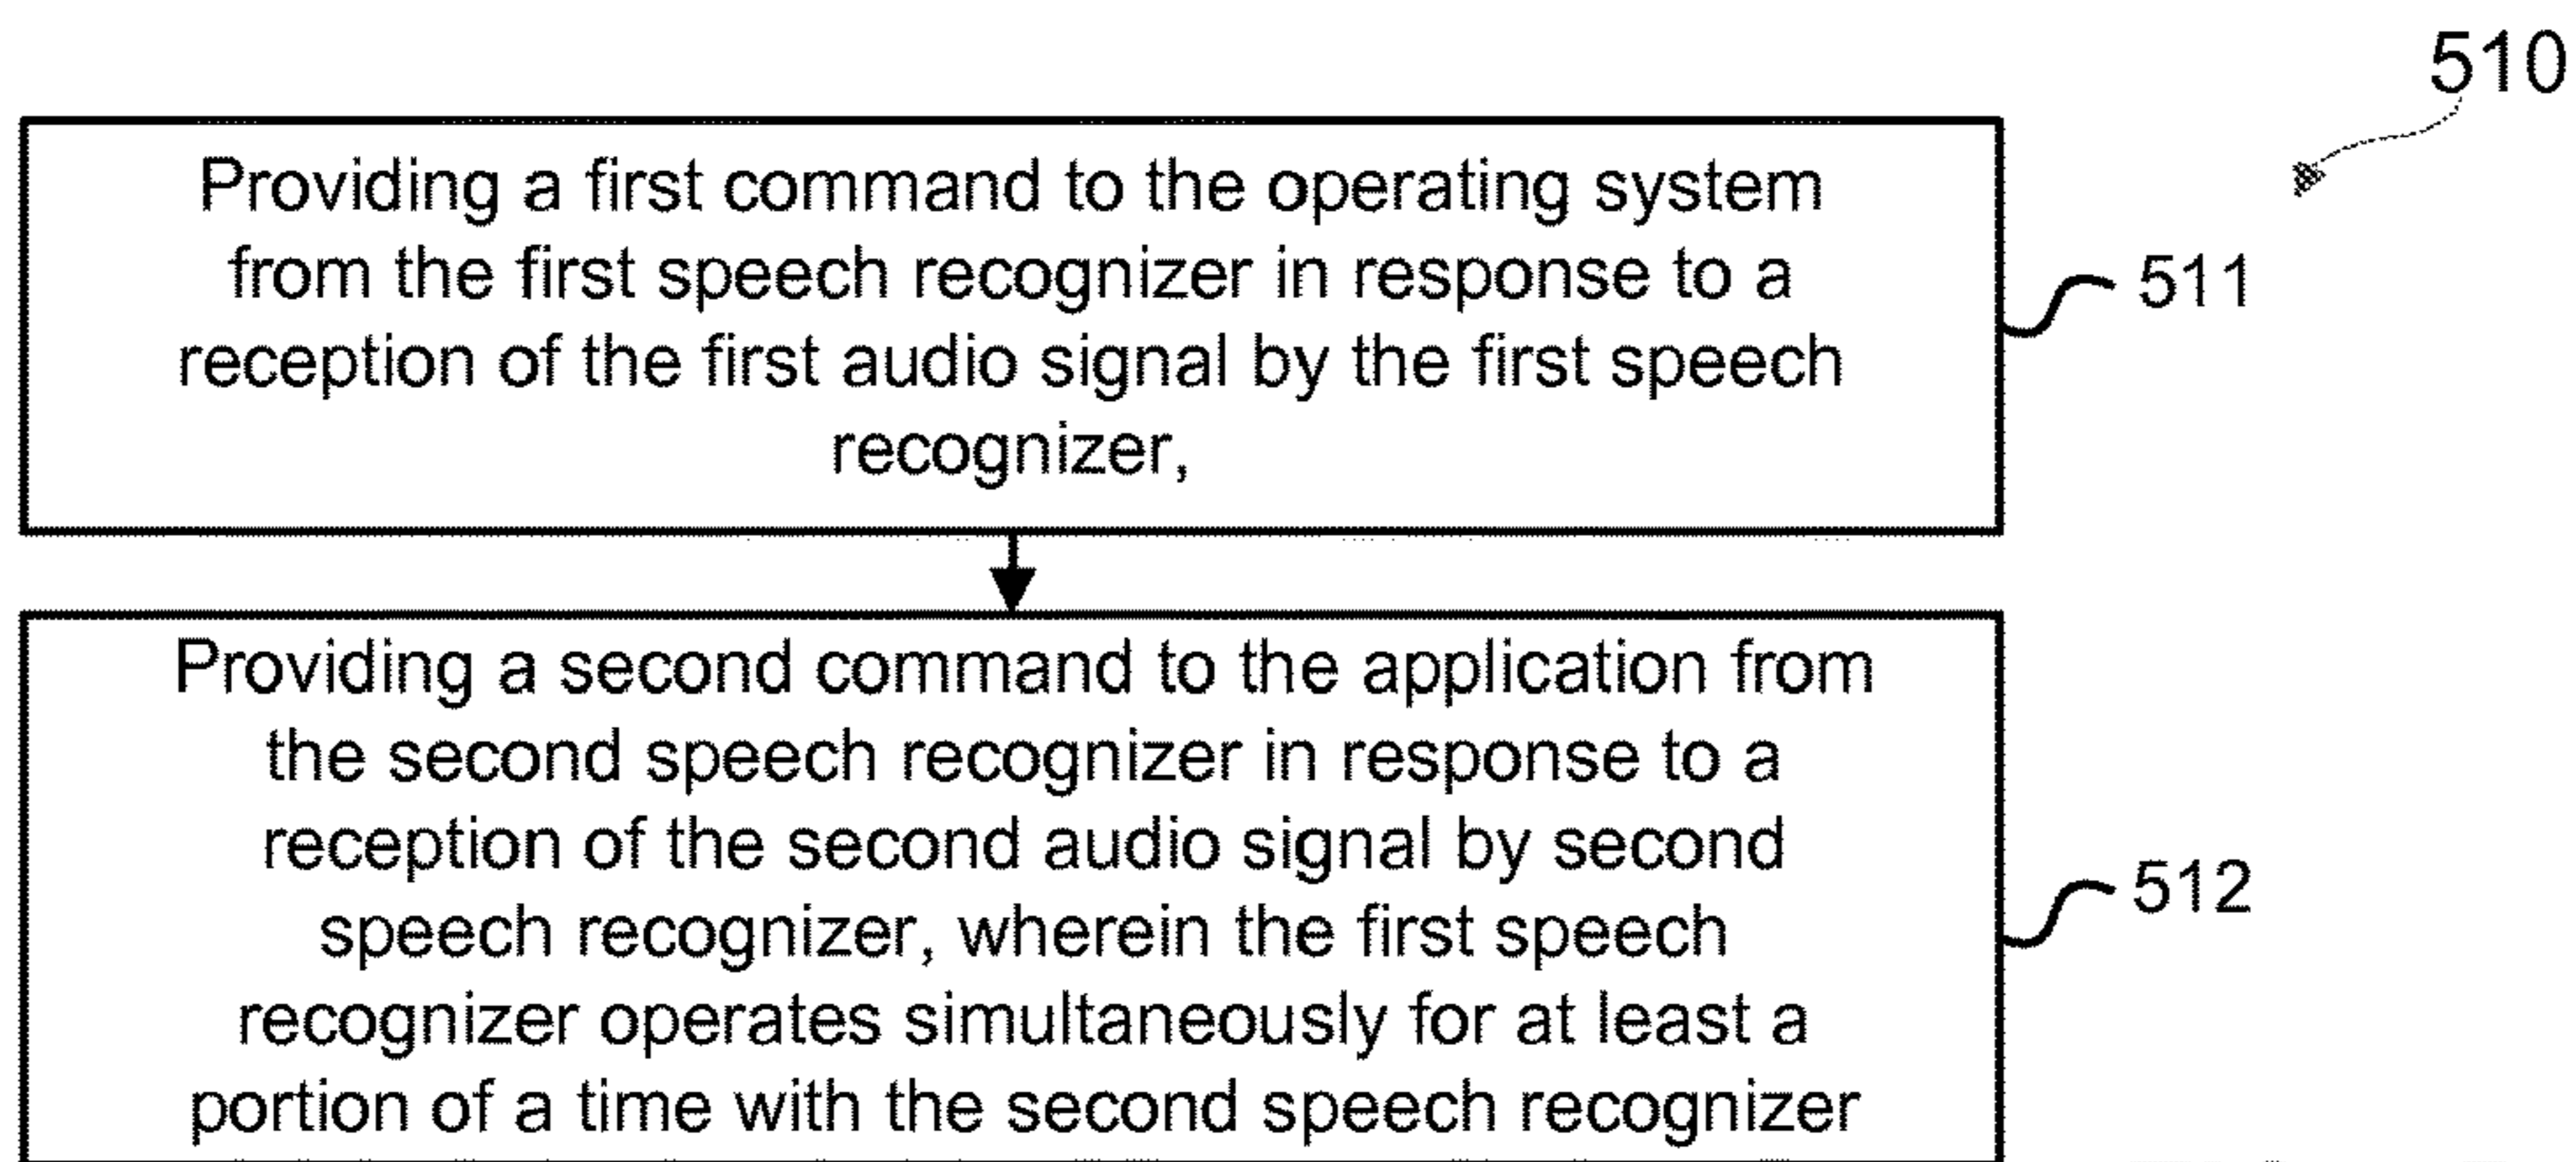 510
Providing a first command to the operating system
from the first speech recognizer in response to a
reception of the first audio signal by the first speech
recognizer,
511
Providing a second command to the application from
the second speech recognizer in response to a
reception of the second audio signal by second
speech recognizer, wherein the first speech
recognizer operates simultaneously for at least a
portion of a time with the second speech recognizer
512